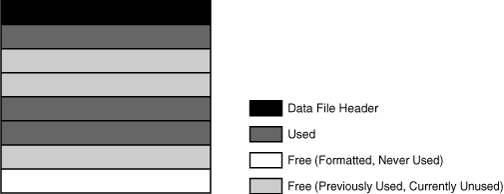 Data File Header
Used
Free (Formatted, Never Used)
Free (Previously Used, Currently Unused)